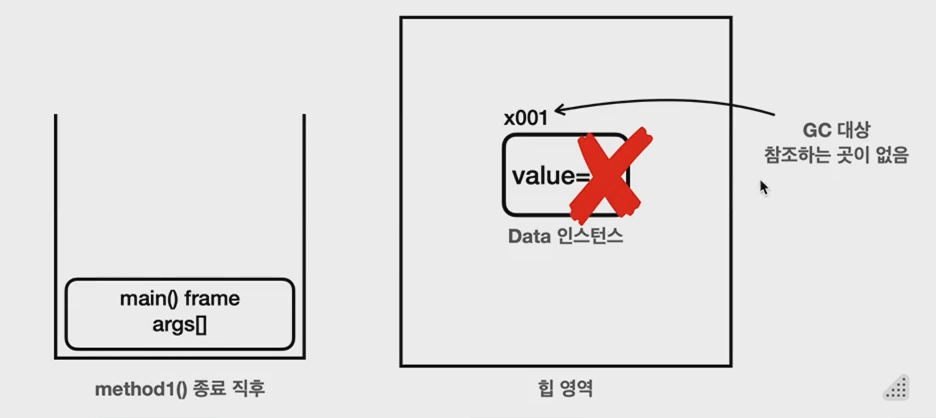 x001
GC 대상
참조하는 곳이 없음
value=
Data 인스턴스
main() frame
args[]
method1() 종료 직후
힙 영역